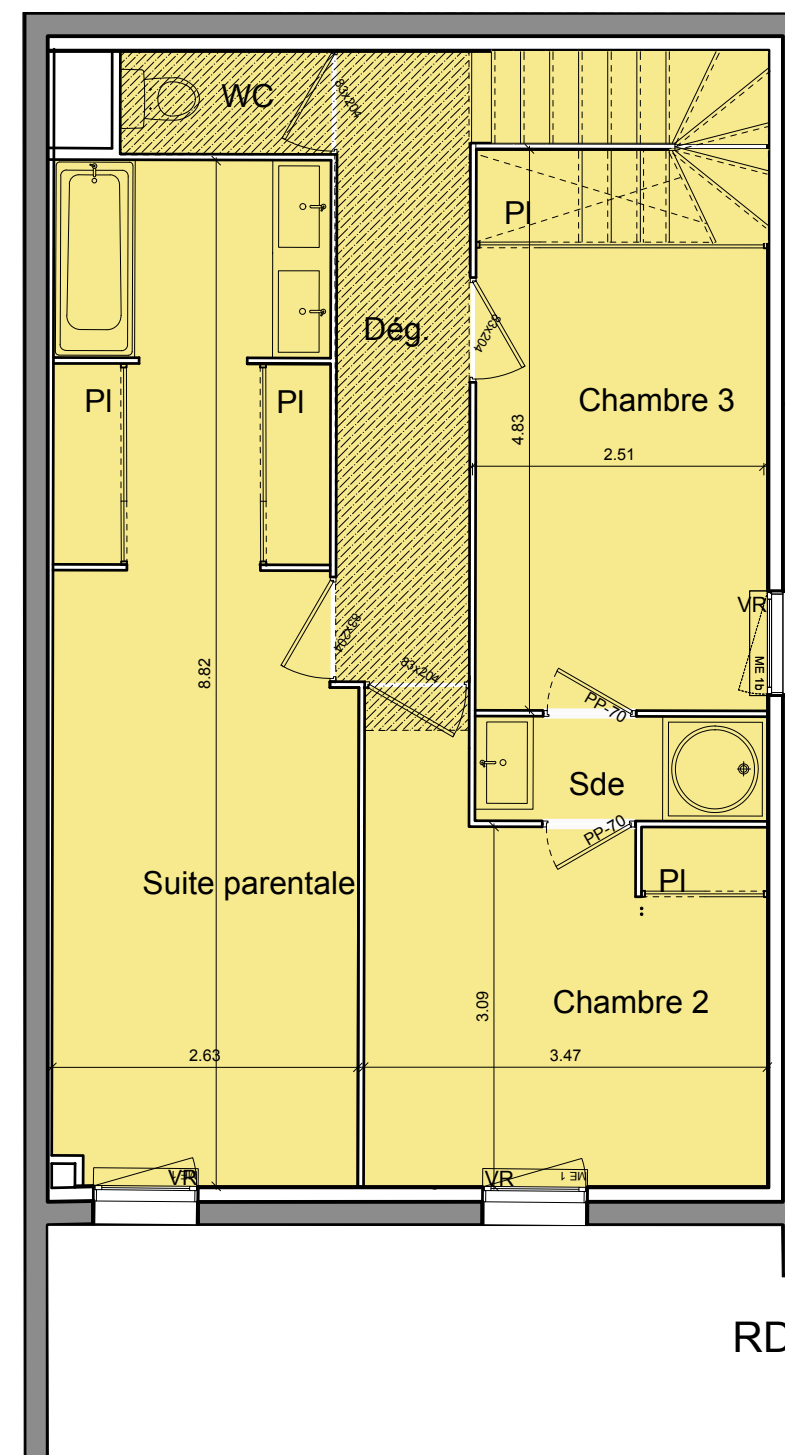 WC
83x204
Pl
Dég.
83x204
Pl
Pl
Chambre 3
4.83
2.51
VR
ME 1b
83x204
83x204
8.82
PP-70
Sde
PP-70
Suite parentale
Pl
3.09
Chambre 2
2.63
3.47
VR
VR
ME 1
RD